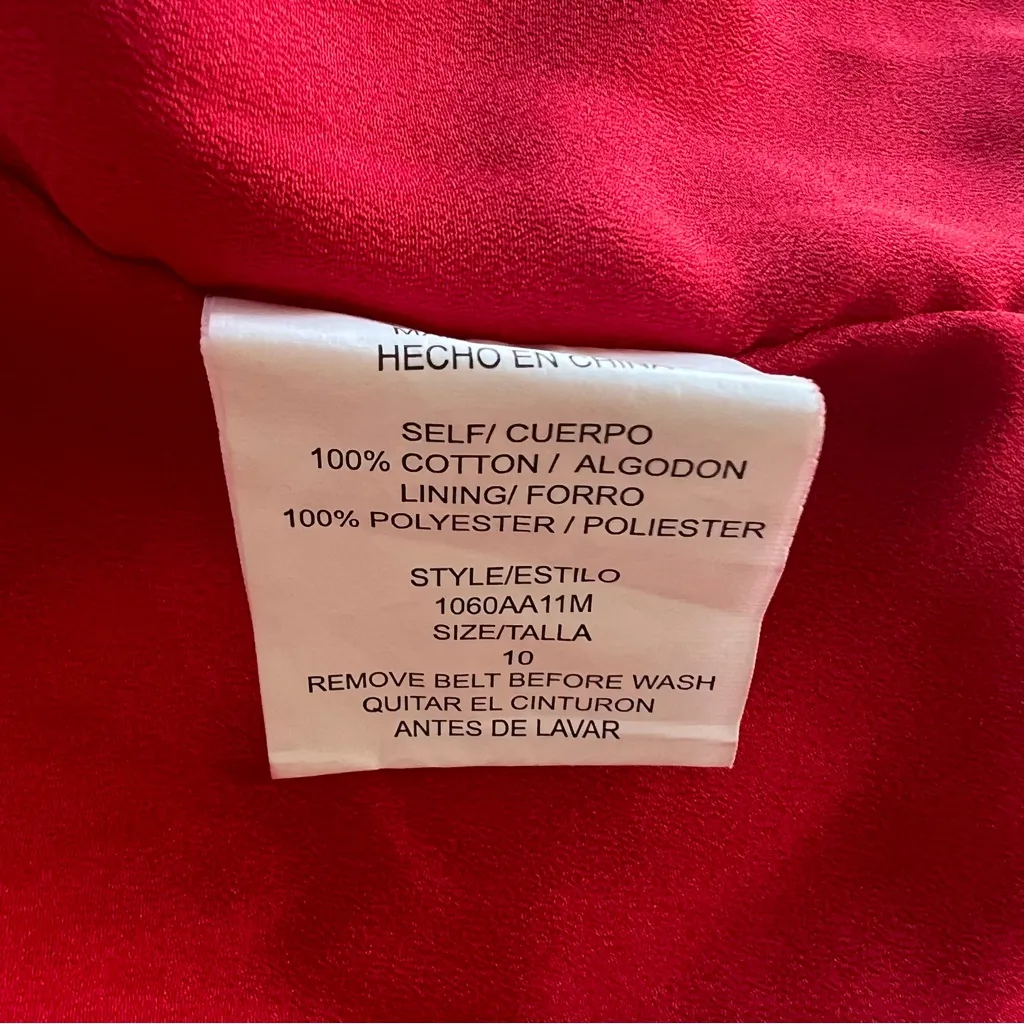 HECHO EN CHINA
SELF/ CUERPO
100% COTTON / ALGODON
LINING/ FORRO
100% POLYESTER / POLIESTER
STYLE/ESTILO
1060AA11M
SIZE/TALLA
10
REMOVE BELT BEFORE WASH
QUITAR EL CINTURON
ANTES DE LAVAR